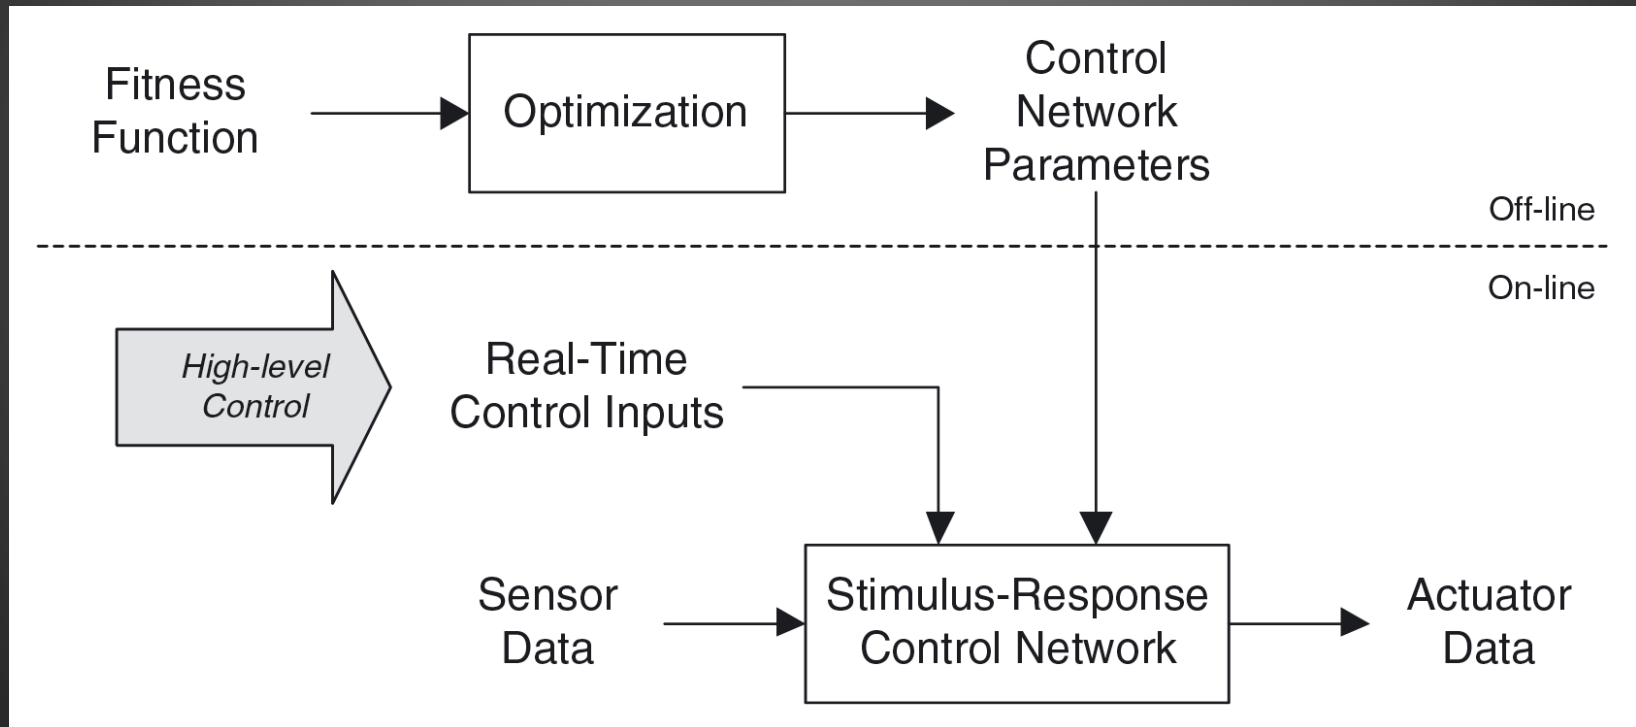 Fitness
Function
Optimization
Control
Network
Parameters
Off-line
On-line
High-level
Control
Real-Time
Control Inputs
Sensor
Data
Stimulus-Response
Control Network
Actuator
Data